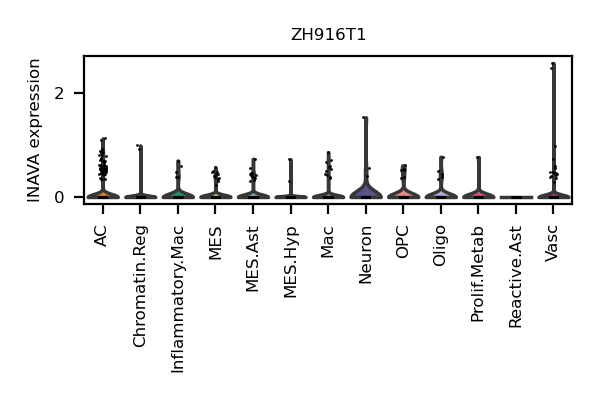 ZH916T1
INAVA expression
2
0
AC
Chromatin.Reg
Inflammatory.Mac
MES
MES.Ast
MES.Hyp
Mac
Neuron
OPC
Oligo
Prolif.Metab
Reactive.Ast
Vasc